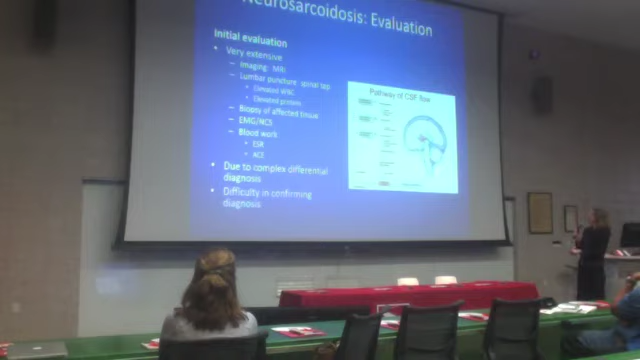 Neurosarcoidosis: Evaluation
Initial evaluation
• Very extensive
– Imaging: MRI
– Lumbar puncture: spinal tap
• Elevated WBC
• Elevated proteins
– Biopsy of affected tissue
– EMG/NCS
– Blood work
• ESR
• ACE
• Due to complex differential
diagnosis
• Difficulty in confirming
diagnosis
Pathway of CSF flow